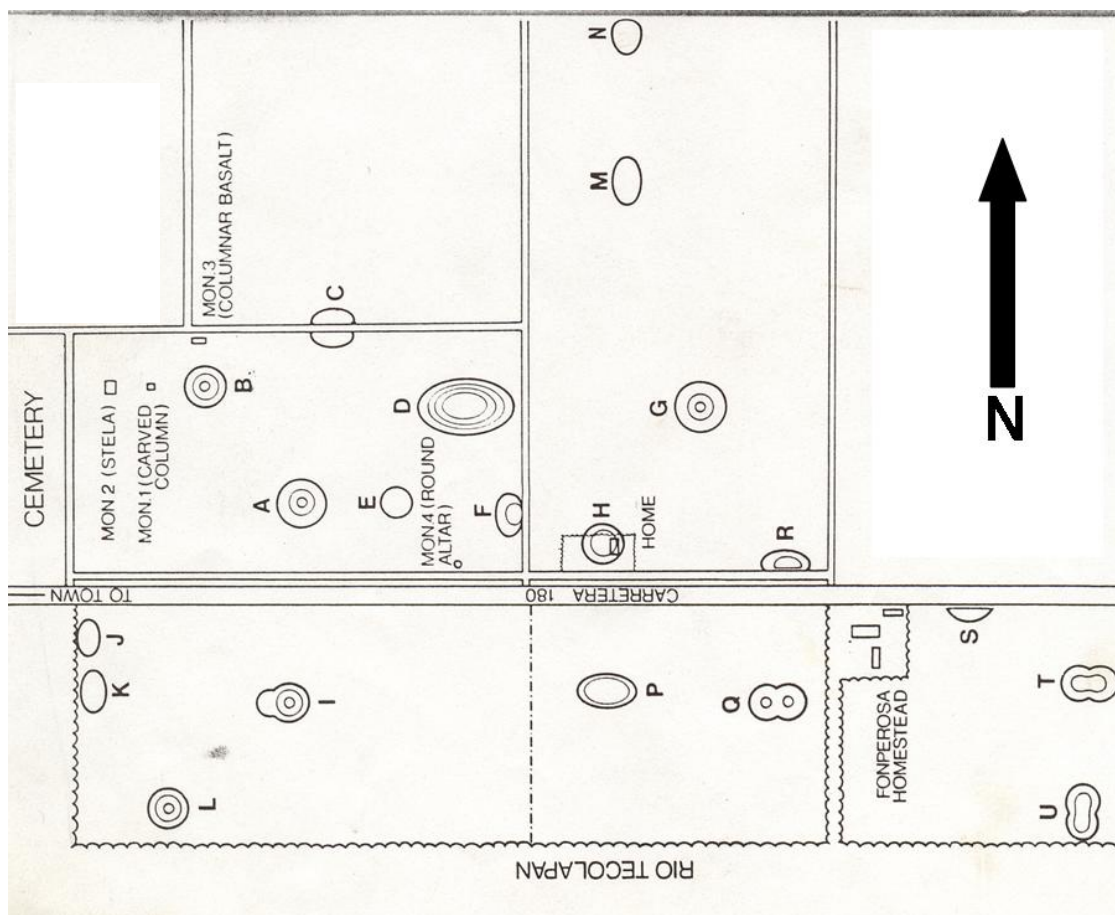 CEMETERY
MON.2 (STELA)
MON.1 (CARVED
COLUMN)
MON.3
(COLUMNAR BASALT)
A
B.
C
D
E
MON.4 (ROUND
ALTAR)
F
G
H
HOME
M
N
R
N
TO TOWN
CARRETERA 180
J
K
I
L
P
Q
FONPEROSA
HOMESTEAD
S
T
U
RIO TECOLAPAN